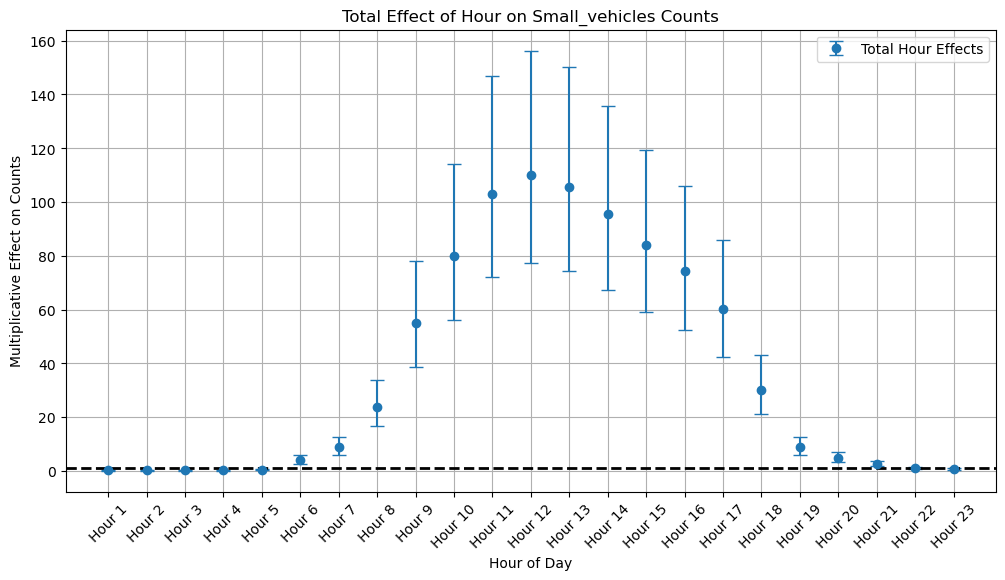 Total Effect of Hour on Small_vehicles Counts
Total Hour Effects
Multiplicative Effect on Counts
160
140
120
100
80
60
40
20
0
Hour 1
Hour 2
Hour 3
Hour 4
Hour 5
Hour 6
Hour 7
Hour 8
Hour 9
Hour 10
Hour 11
Hour 12
Hour 13
Hour 14
Hour 15
Hour 16
Hour 17
Hour 18
Hour 19
Hour 20
Hour 21
Hour 22
Hour 23
Hour of Day